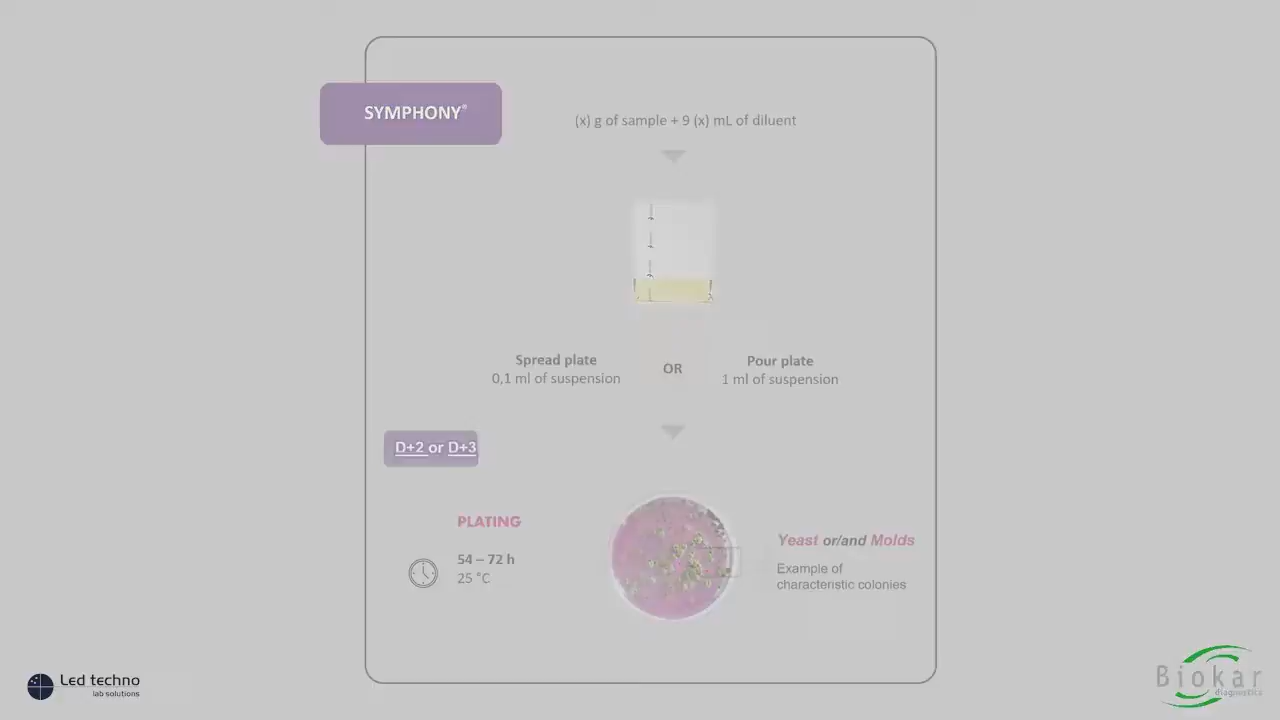 SYMPHONY®
(x) g of sample + 9 (x) mL of diluent
Spread plate
0,1 ml of suspension
OR
Pour plate
1 ml of suspension
D+2 or D+3
PLATING
54 – 72 h
25 °C
Yeast or/and Molds
Example of
characteristic colonies
Led techno
lab solutions
Biokar
diagnostics